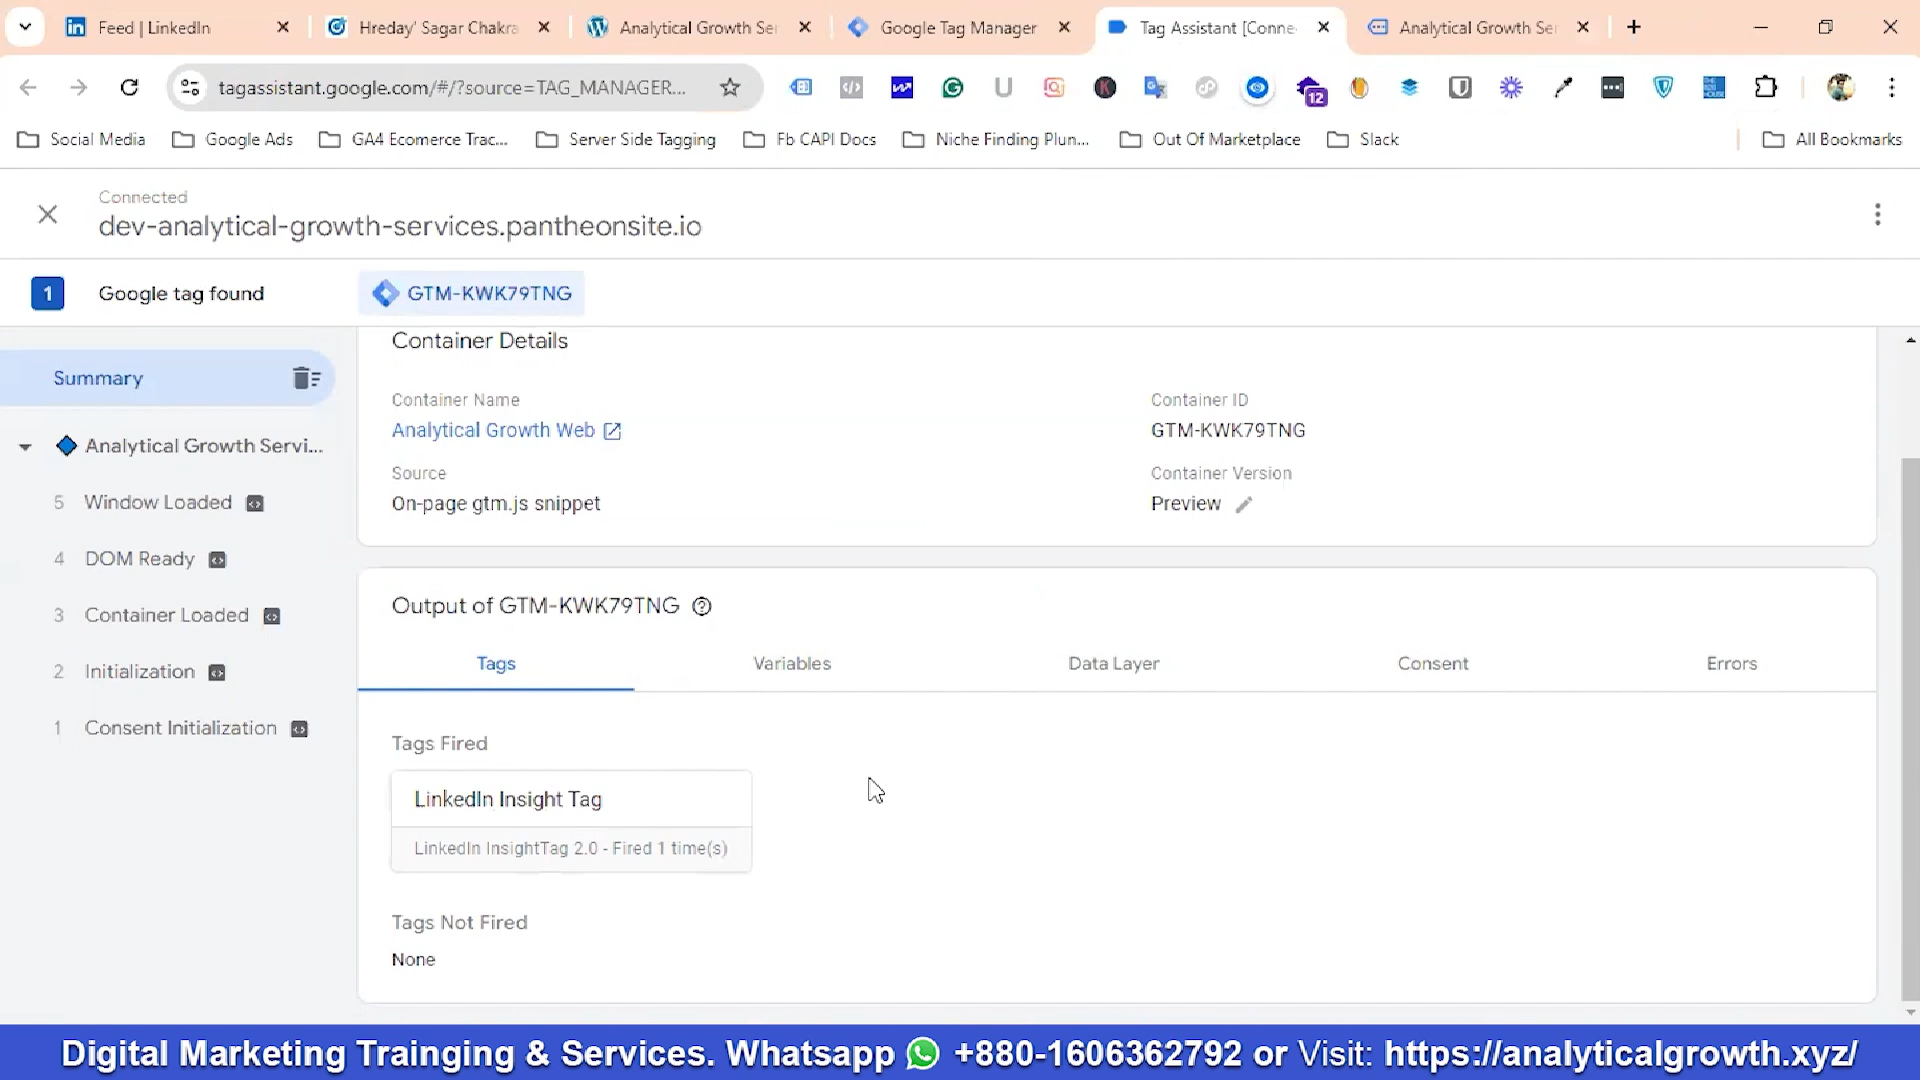 Feed | LinkedIn
Hreday' Sagar Chakra
Analytical Growth Ser
Google Tag Manager
Tag Assistant [Conne
Analytical Growth Ser
tagassistant.google.com/#/?source=TAG_MANAGER...
12
Social Media
Google Ads
GA4 Ecomerce Trac...
Server Side Tagging
Fb CAPI Docs
Niche Finding Plun...
Out Of Marketplace
Slack
All Bookmarks
Connected
dev-analytical-growth-services.pantheonsite.io
1
Google tag found
GTM-KWK79TNG
Summary
Analytical Growth Servi...
5 Window Loaded
4 DOM Ready
3 Container Loaded
2 Initialization
1 Consent Initialization
Container Details
Container Name
Analytical Growth Web
Container ID
GTM-KWK79TNG
Source
On-page gtm.js snippet
Container Version
Preview
Output of GTM-KWK79TNG
Tags
Variables
Data Layer
Consent
Errors
Tags Fired
LinkedIn Insight Tag
LinkedIn InsightTag 2.0 - Fired 1 time(s)
Tags Not Fired
None
Digital Marketing Trainging & Services. Whatsapp +880-1606362792 or Visit: https://analyticalgrowth.xyz/